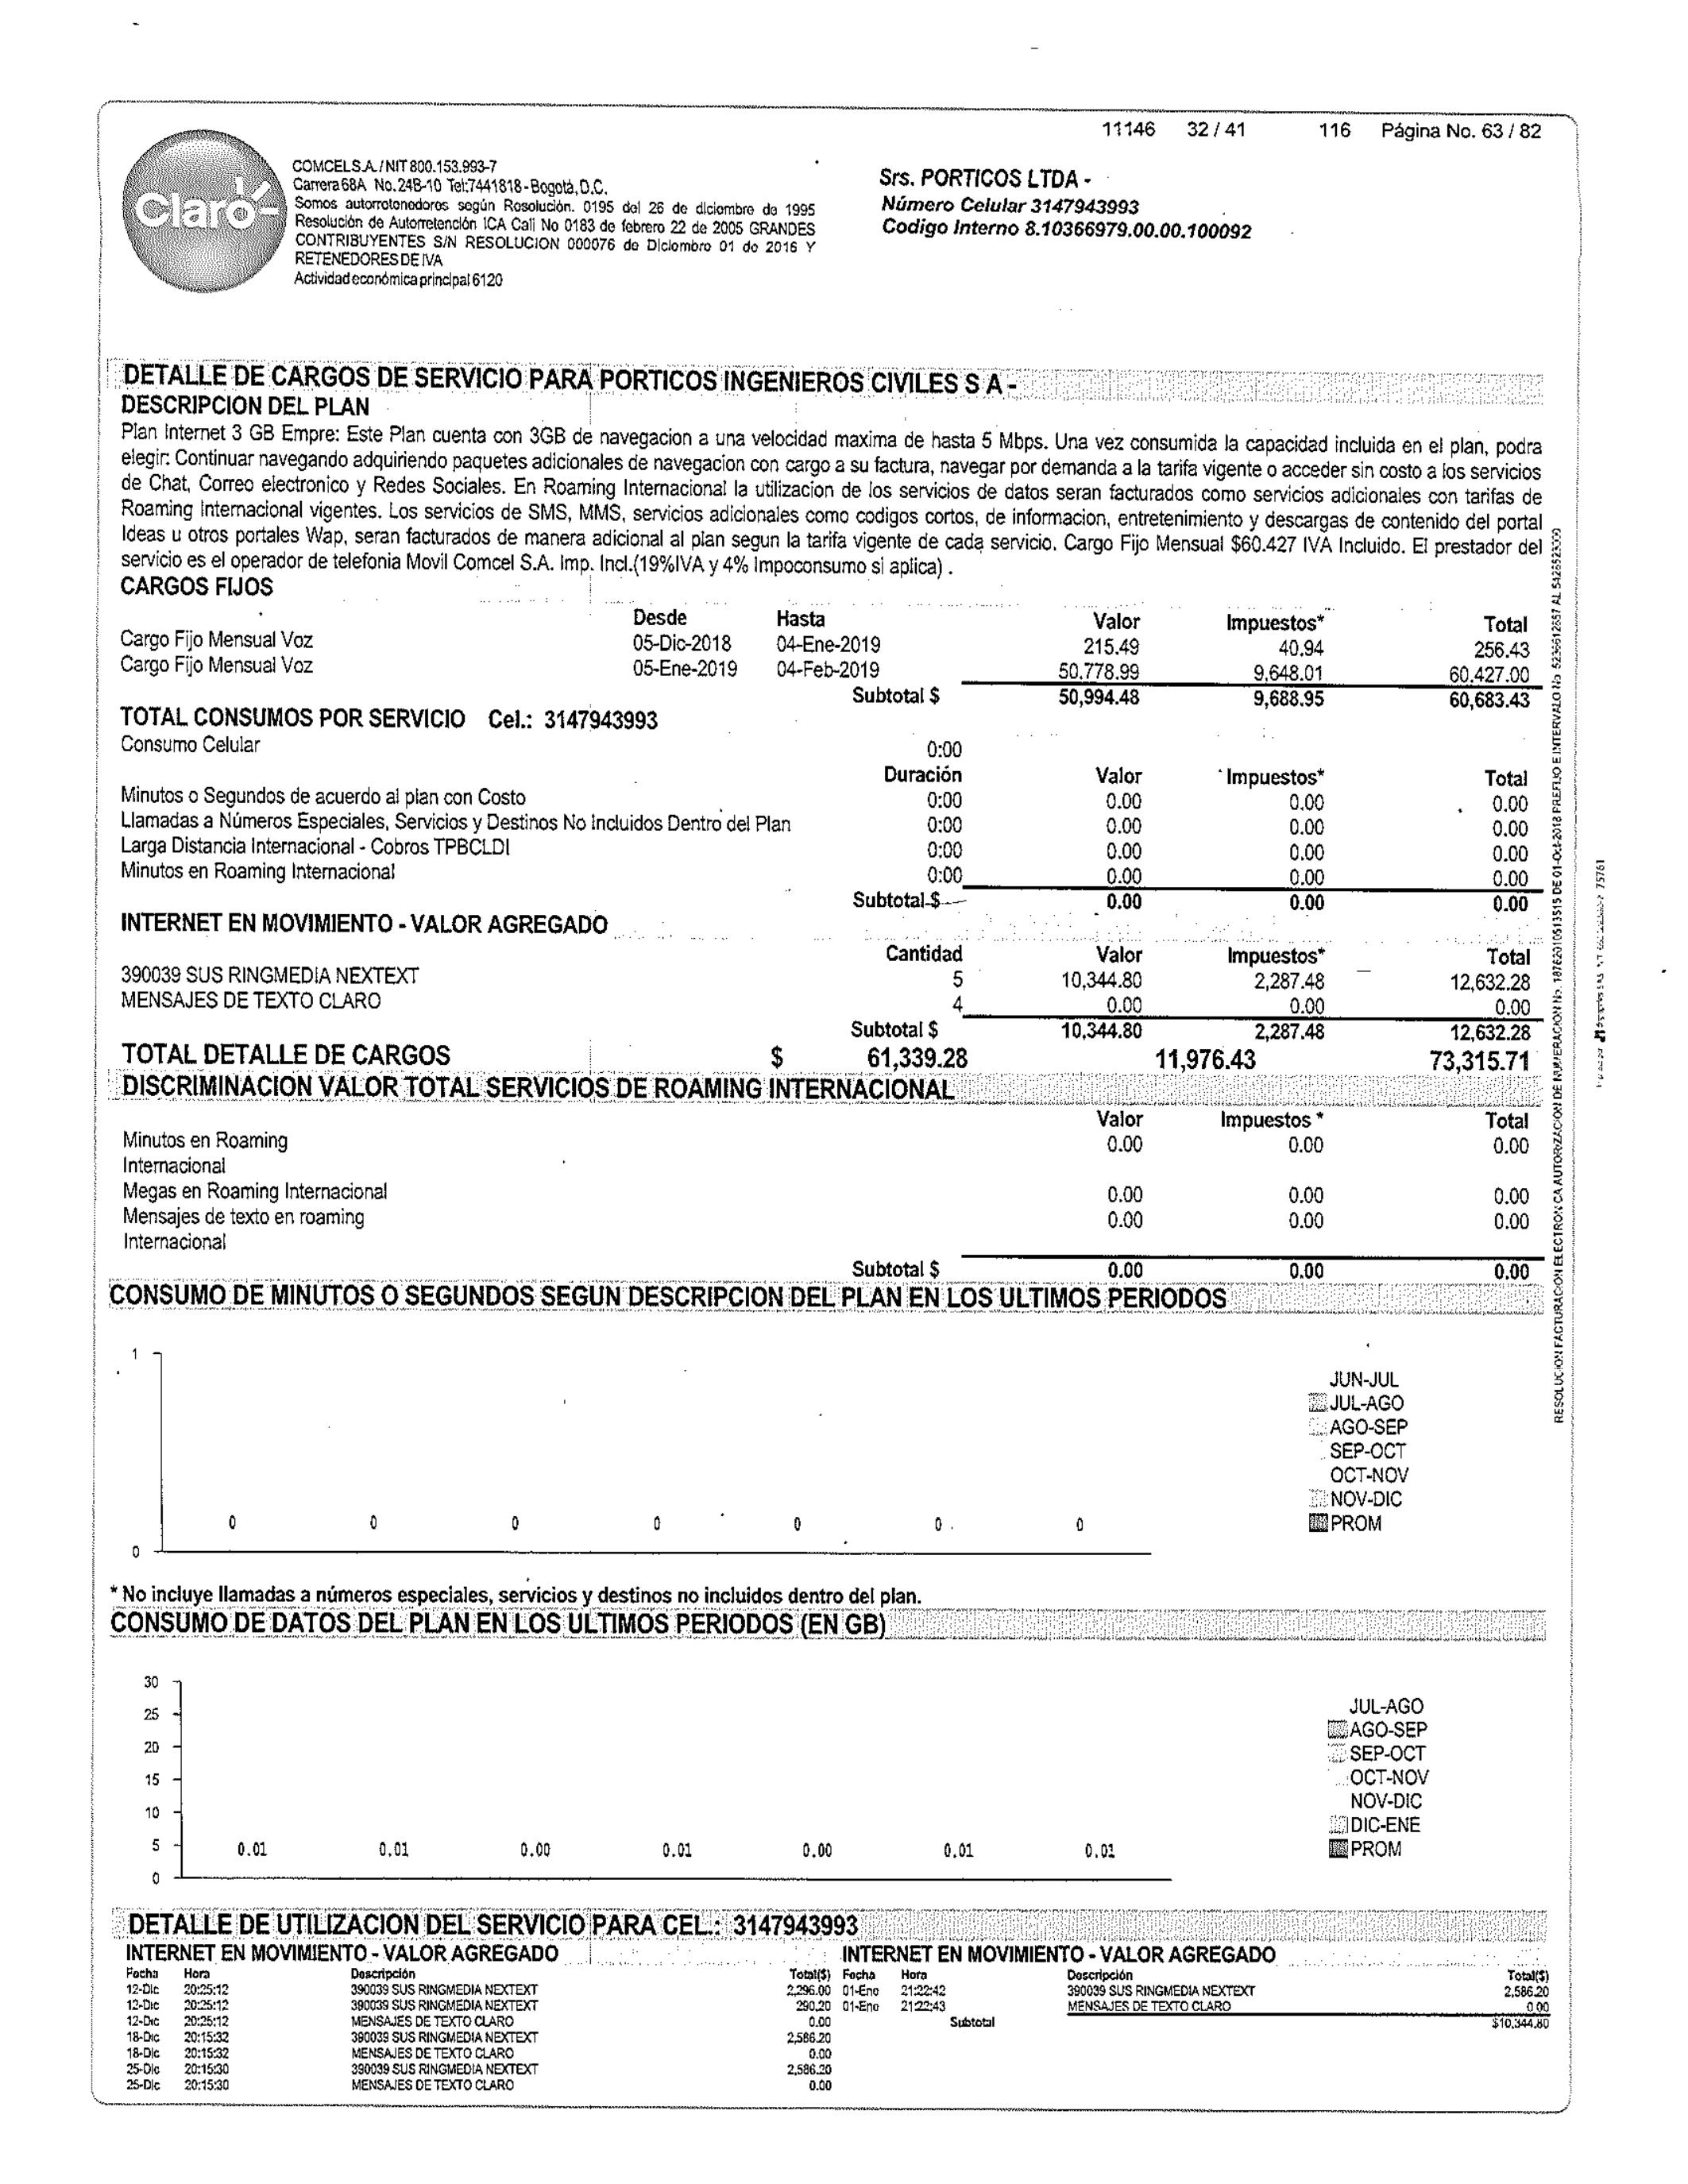 11146 32 / 41 116 Página No. 63 / 82
Claro
COMCEL S.A. / NIT 800.153.993-7
Carrera 68A No. 24B-10 Tel:7441818 - Bogotá, D.C.
Somos autorretenedores según Resolución. 0195 del 26 de diciembre de 1995
Resolución de Autorretención ICA Cali No 0183 de febrero 22 de 2005 GRANDES
CONTRIBUYENTES S/N RESOLUCION 000076 de Diciembre 01 de 2016 Y
RETENEDORES DE IVA
Actividad económica principal 6120
Srs. PORTICOS LTDA -
Número Celular 3147943993
Codigo Interno 8.10366979.00.00.100092
DETALLE DE CARGOS DE SERVICIO PARA PORTICOS INGENIEROS CIVILES S A -
DESCRIPCION DEL PLAN
Plan Internet 3 GB Empre: Este Plan cuenta con 3GB de navegacion a una velocidad maxima de hasta 5 Mbps. Una vez consumida la capacidad incluida en el plan, podra
elegir: Continuar navegando adquiriendo paquetes adicionales de navegacion con cargo a su factura, navegar por demanda a la tarifa vigente o acceder sin costo a los servicios
de Chat, Correo electronico y Redes Sociales. En Roaming Internacional la utilizacion de los servicios de datos seran facturados como servicios adicionales con tarifas de
Roaming Internacional vigentes. Los servicios de SMS, MMS, servicios adicionales como codigos cortos, de informacion, entretenimiento y descargas de contenido del portal
Ideas u otros portales Wap, seran facturados de manera adicional al plan segun la tarifa vigente de cada servicio. Cargo Fijo Mensual $60.427 IVA Incluido. El prestador del
servicio es el operador de telefonia Movil Comcel S.A. Imp. Incl.(19%IVA y 4% Impoconsumo si aplica) .
CARGOS FIJOS
Desde Hasta Valor Impuestos* Total
Cargo Fijo Mensual Voz 05-Dic-2018 04-Ene-2019 215.49 40.94 256.43
Cargo Fijo Mensual Voz 05-Ene-2019 04-Feb-2019 50,778.99 9,648.01 60,427.00
Subtotal $ 50,994.48 9,688.95 60,683.43
TOTAL CONSUMOS POR SERVICIO Cel.: 3147943993
Consumo Celular 0:00
Duración Valor Impuestos* Total
Minutos o Segundos de acuerdo al plan con Costo 0:00 0.00 0.00 0.00
Llamadas a Números Especiales, Servicios y Destinos No Incluidos Dentro del Plan 0:00 0.00 0.00 0.00
Larga Distancia Internacional - Cobros TPBCLDI 0:00 0.00 0.00 0.00
Minutos en Roaming Internacional 0:00 0.00 0.00 0.00
Subtotal $ 0.00 0.00 0.00
INTERNET EN MOVIMIENTO - VALOR AGREGADO
Cantidad Valor Impuestos* Total
390039 SUS RINGMEDIA NEXTEXT 5 10,344.80 2,287.48 12,632.28
MENSAJES DE TEXTO CLARO 4 0.00 0.00 0.00
Subtotal $ 10,344.80 2,287.48 12,632.28
TOTAL DETALLE DE CARGOS $ 61,339.28 11,976.43 73,315.71
DISCRIMINACION VALOR TOTAL SERVICIOS DE ROAMING INTERNACIONAL
Valor Impuestos * Total
Minutos en Roaming 0.00 0.00 0.00
Internacional
Megas en Roaming Internacional 0.00 0.00 0.00
Mensajes de texto en roaming 0.00 0.00 0.00
Internacional
Subtotal $ 0.00 0.00 0.00
CONSUMO DE MINUTOS O SEGUNDOS SEGUN DESCRIPCION DEL PLAN EN LOS ULTIMOS PERIODOS
1
0 0 0 0 0 0 0
0
JUN-JUL
JUL-AGO
AGO-SEP
SEP-OCT
OCT-NOV
NOV-DIC
PROM
* No incluye llamadas a números especiales, servicios y destinos no incluidos dentro del plan.
CONSUMO DE DATOS DEL PLAN EN LOS ULTIMOS PERIODOS (EN GB)
30
25
20
15
10
5
0
0.01 0.01 0.00 0.01 0.00 0.01 0.01
JUL-AGO
AGO-SEP
SEP-OCT
OCT-NOV
NOV-DIC
DIC-ENE
PROM
DETALLE DE UTILIZACION DEL SERVICIO PARA CEL.: 3147943993
INTERNET EN MOVIMIENTO - VALOR AGREGADO
Fecha Hora Descripción Total($)
12-Dic 20:25:12 390039 SUS RINGMEDIA NEXTEXT 2,296.00
12-Dic 20:25:12 390039 SUS RINGMEDIA NEXTEXT 290.20
12-Dic 20:25:12 MENSAJES DE TEXTO CLARO 0.00
18-Dic 20:15:32 390039 SUS RINGMEDIA NEXTEXT 2,586.20
18-Dic 20:15:32 MENSAJES DE TEXTO CLARO 0.00
25-Dic 20:15:30 390039 SUS RINGMEDIA NEXTEXT 2,586.20
25-Dic 20:15:30 MENSAJES DE TEXTO CLARO 0.00
INTERNET EN MOVIMIENTO - VALOR AGREGADO
Fecha Hora Descripción Total($)
01-Ene 21:22:42 390039 SUS RINGMEDIA NEXTEXT 2,586.20
01-Ene 21:22:43 MENSAJES DE TEXTO CLARO 0.00
Subtotal $10,344.80
RESOLUCION FACTURACION ELECTRONICA AUTORIZACION DE NUMERACION No. 18762010513515 DE 01-Oct-2018 PREFIJO E INTERVALO No